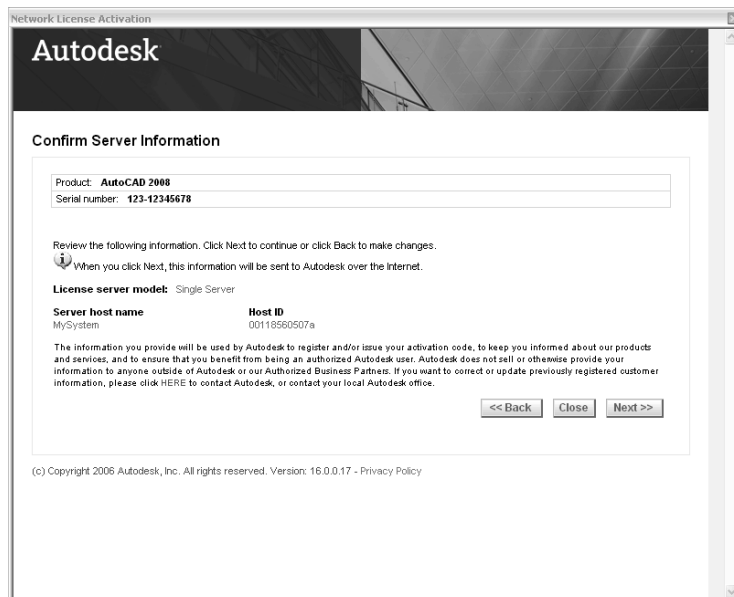 Network License Activation
Autodesk
Confirm Server Information
Product: AutoCAD 2008
Serial number: 123-12345678
Review the following information. Click Next to continue or click Back to make changes.
When you click Next, this information will be sent to Autodesk over the Internet.
License server model: Single Server
Server host name Host ID
MySystem 00118560507a
The information you provide will be used by Autodesk to register and/or issue your activation code, to keep you informed about our products
and services, and to ensure that you benefit from being an authorized Autodesk user. Autodesk does not sell or otherwise provide your
information to anyone outside of Autodesk or our Authorized Business Partners. If you want to correct or update previously registered customer
information, please click HERE to contact Autodesk, or contact your local Autodesk office.
<< Back Close Next >>
(c) Copyright 2006 Autodesk, Inc. All rights reserved. Version: 16.0.0.17 - Privacy Policy